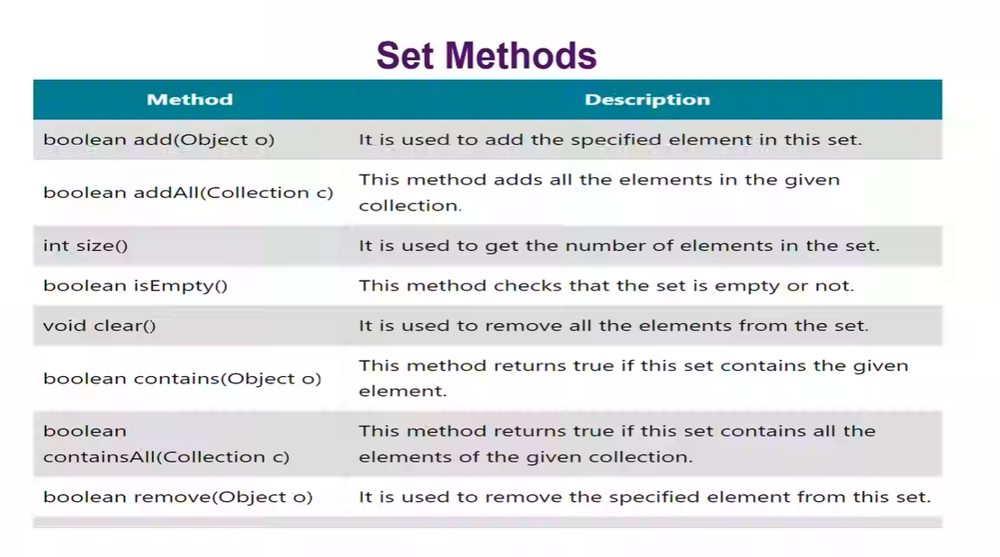 Set Methods
Method Description
boolean add(Object o) It is used to add the specified element in this set.
boolean addAll(Collection c) This method adds all the elements in the given
collection.
int size() It is used to get the number of elements in the set.
boolean isEmpty() This method checks that the set is empty or not.
void clear() It is used to remove all the elements from the set.
boolean contains(Object o) This method returns true if this set contains the given
element.
boolean
containsAll(Collection c) This method returns true if this set contains all the
elements of the given collection.
boolean remove(Object o) It is used to remove the specified element from this set.